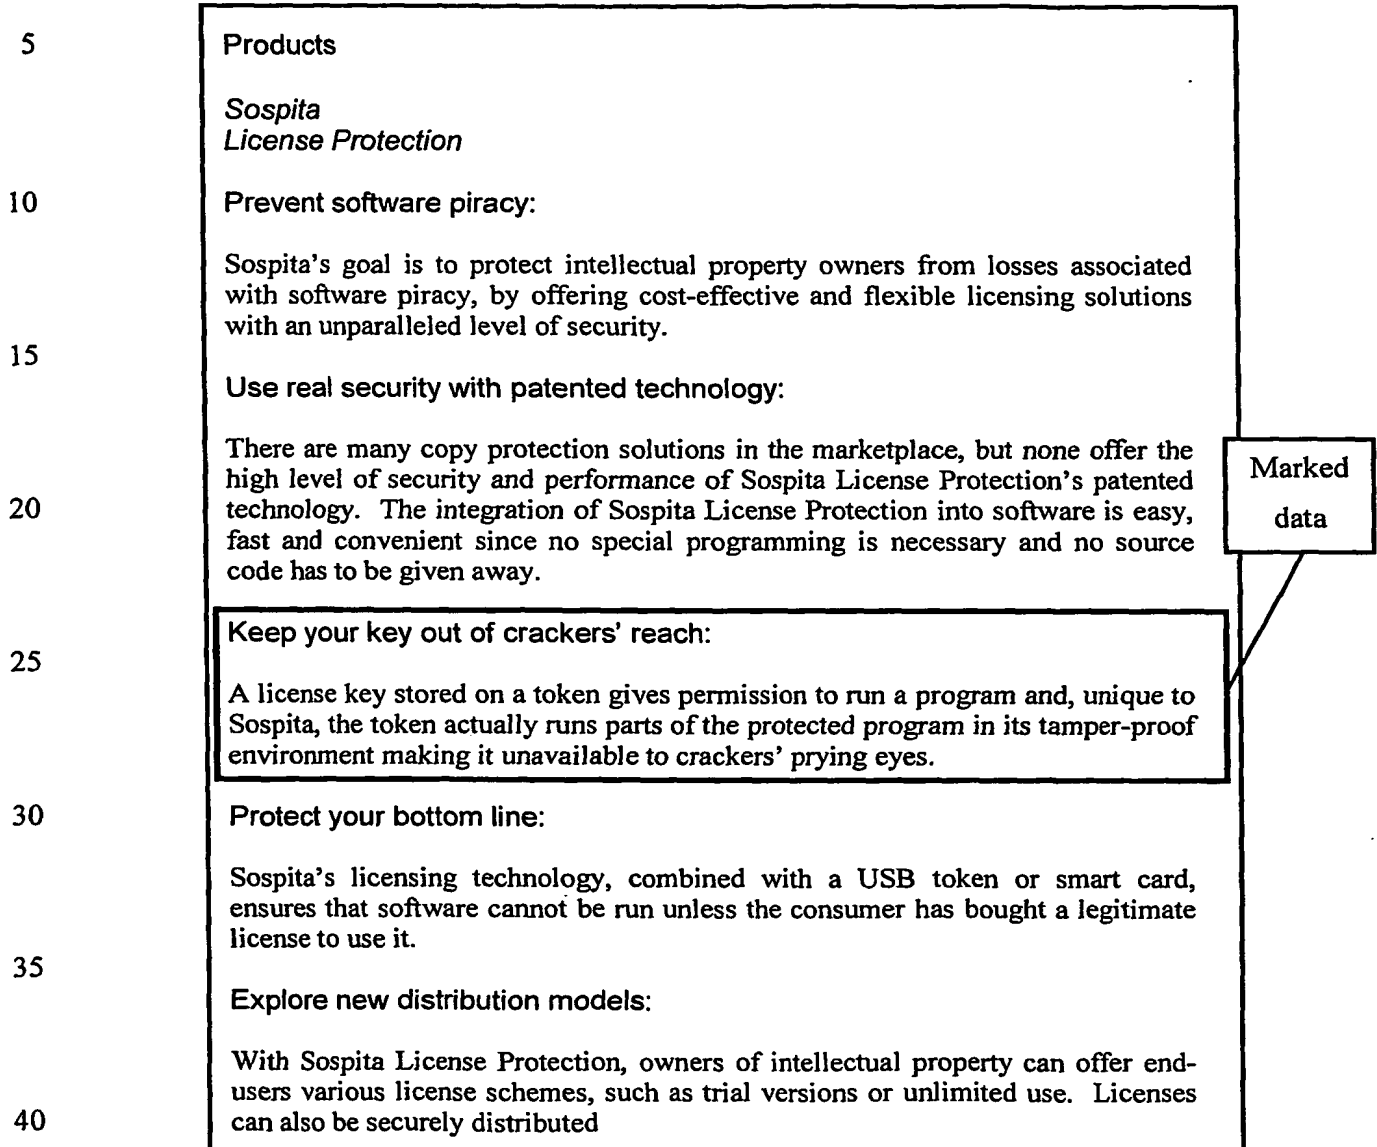 5 Products
Sospita
License Protection
10 Prevent software piracy:
Sospita's goal is to protect intellectual property owners from losses associated
with software piracy, by offering cost-effective and flexible licensing solutions
with an unparalleled level of security.
15
Use real security with patented technology:
There are many copy protection solutions in the marketplace, but none offer the
high level of security and performance of Sospita License Protection's patented
20 technology. The integration of Sospita License Protection into software is easy,
fast and convenient since no special programming is necessary and no source
code has to be given away.
Marked
data
Keep your key out of crackers' reach:
25
A license key stored on a token gives permission to run a program and, unique to
Sospita, the token actually runs parts of the protected program in its tamper-proof
environment making it unavailable to crackers' prying eyes.
30 Protect your bottom line:
Sospita's licensing technology, combined with a USB token or smart card,
ensures that software cannot be run unless the consumer has bought a legitimate
license to use it.
35
Explore new distribution models:
With Sospita License Protection, owners of intellectual property can offer end-
users various license schemes, such as trial versions or unlimited use. Licenses
40 can also be securely distributed